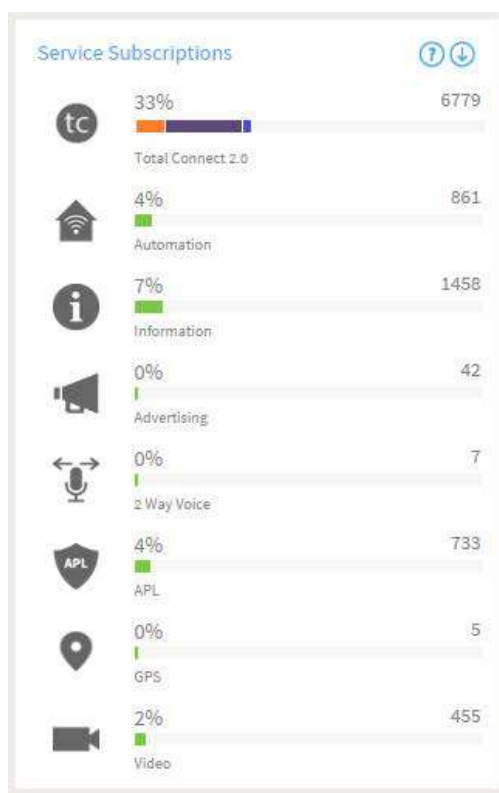 Service Subscriptions ?
tc
33% 6779
Total Connect 2.0
4% 861
Automation
7% 1458
Information
0% 42
Advertising
0% 7
2 Way Voice
APL
4% 733
APL
0% 5
GPS
2% 455
Video